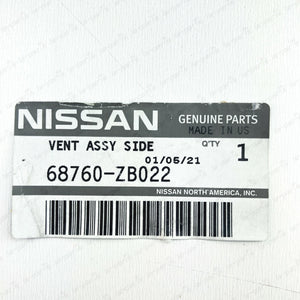 NISSAN
GENUINE PARTS
MADE IN US
VENT ASSY SIDE
Q'TY
1
01/05/21
68760-ZB022
NISSAN NORTH AMERICA, INC.